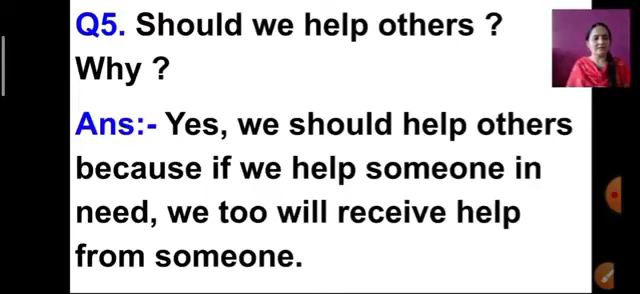 Q5. Should we help others ?
Why ?
Ans:- Yes, we should help others
because if we help someone in
need, we too will receive help
from someone.